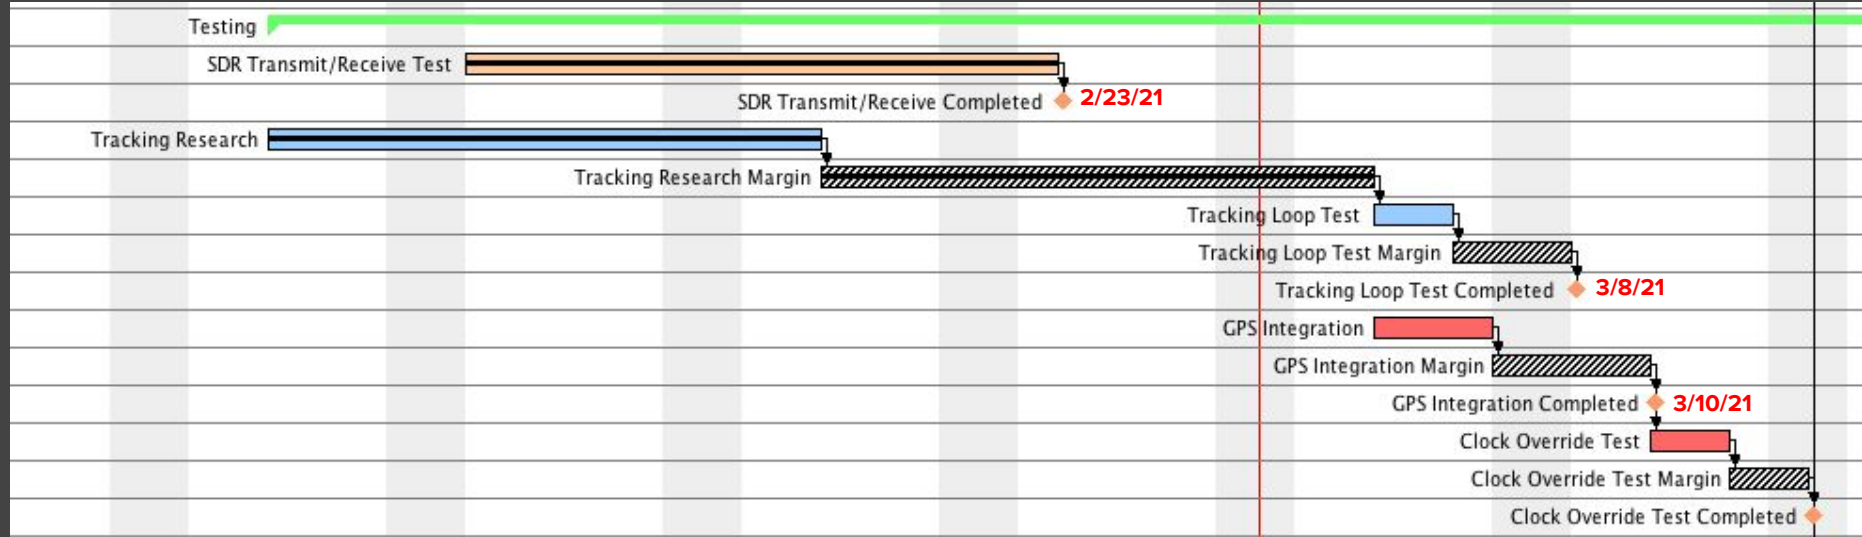 Testing
SDR Transmit/Receive Test
SDR Transmit/Receive Completed 2/23/21
Tracking Research
Tracking Research Margin
Tracking Loop Test
Tracking Loop Test Margin
Tracking Loop Test Completed 3/8/21
GPS Integration
GPS Integration Margin
GPS Integration Completed 3/10/21
Clock Override Test
Clock Override Test Margin
Clock Override Test Completed